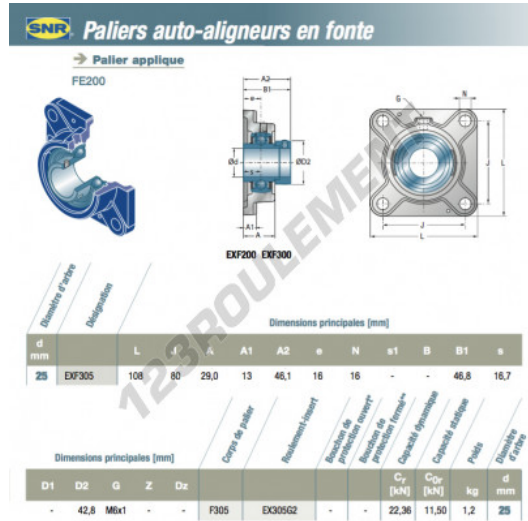 SNR Paliers auto-aligneurs en fonte
Palier applique
FE200
A2
B1
e
N
G
Ød
s
ØD2
J
L
A1
A
J
L
EXF200 EXF300
123ROULEMENT
Diamètre d'arbre
Désignation
Dimensions principales [mm]
d mm L J A A1 A2 e N s1 B B1 s
25 EXF305 108 80 29,0 13 46,1 16 16 - - 46,8 16,7
Dimensions principales [mm]
Corps de palier
Roulement-insert
Bouchon de protection ouvert*
Bouchon de protection fermé**
Capacité dynamique
Capacité statique
Poids
Diamètre d'arbre
D1 D2 G Z Dz Cr [kN] C0r [kN] kg d mm
- 42,8 M6x1 - - F305 EX305G2 - - 22,36 11,50 1,2 25